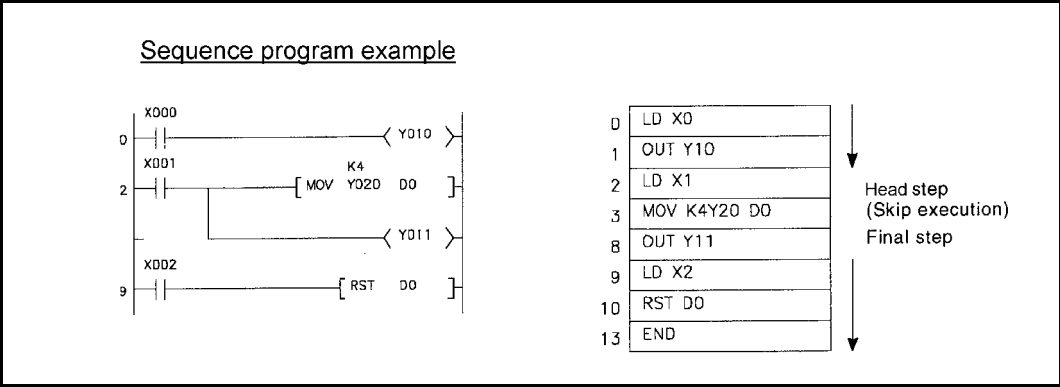 Sequence program example
X000
0
Y010
X001
K4
2
MOV Y020 D0
Y011
X002
9
RST D0
0 LD X0
1 OUT Y10
2 LD X1
3 MOV K4Y20 D0
8 OUT Y11
9 LD X2
10 RST D0
13 END
Head step
(Skip execution)
Final step